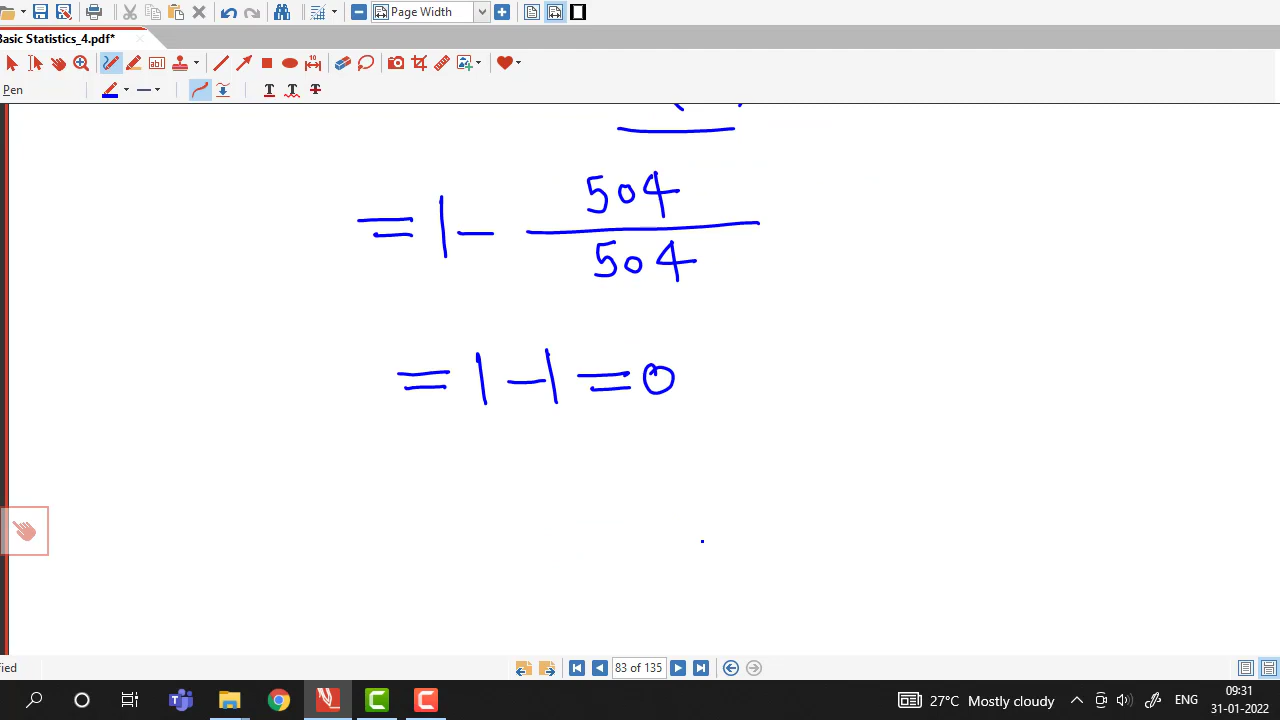 Page Width
Basic Statistics_4.pdf*
Pen
= 1 - 504
504
= 1 - 1 = 0
fied
83 of 135
27°C Mostly cloudy
ENG
09:31
31-01-2022